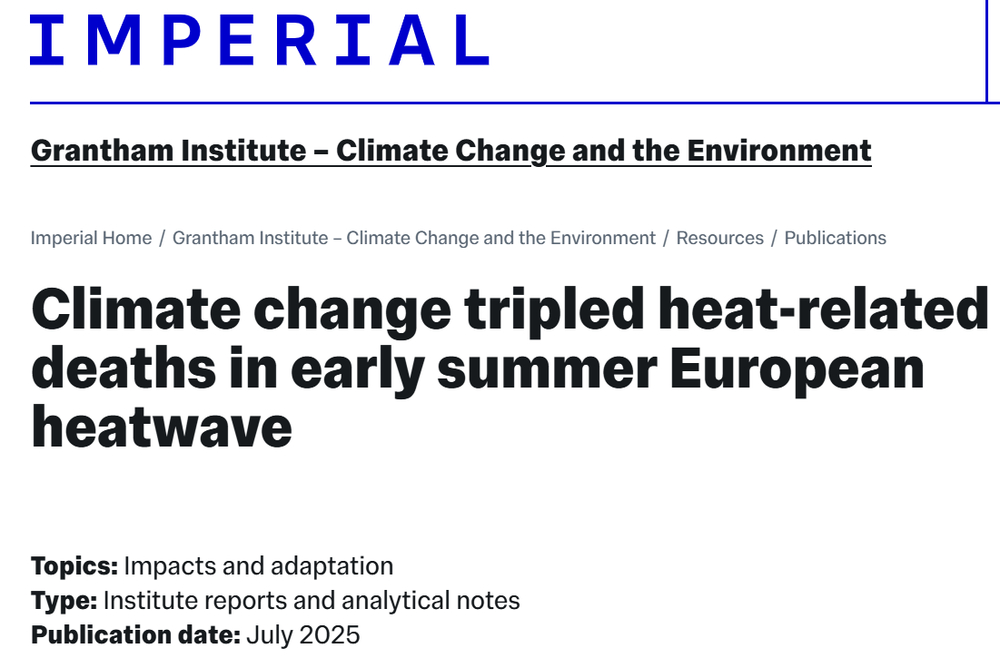 IMPERIAL
Grantham Institute – Climate Change and the Environment
Imperial Home / Grantham Institute – Climate Change and the Environment / Resources / Publications
Climate change tripled heat-related
deaths in early summer European
heatwave
Topics: Impacts and adaptation
Type: Institute reports and analytical notes
Publication date: July 2025